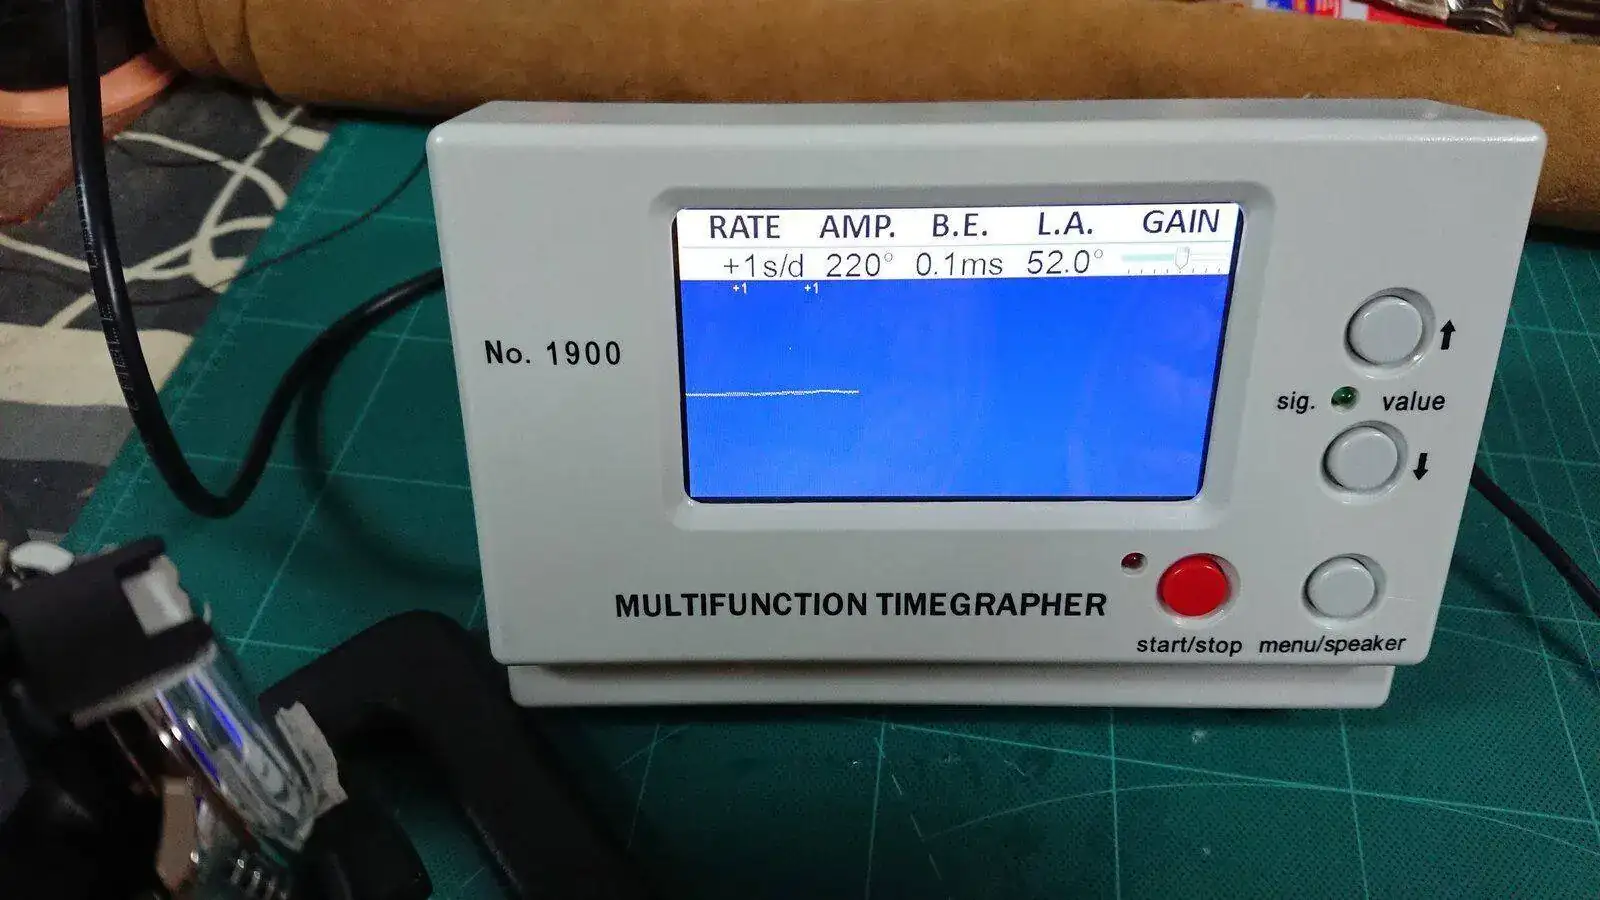 RATE AMP. B.E. L.A. GAIN
+1s/d 220° 0.1ms 52.0°
+1 +1
No. 1900
sig. value
MULTIFUNCTION TIMEGRAPHER
start/stop menu/speaker